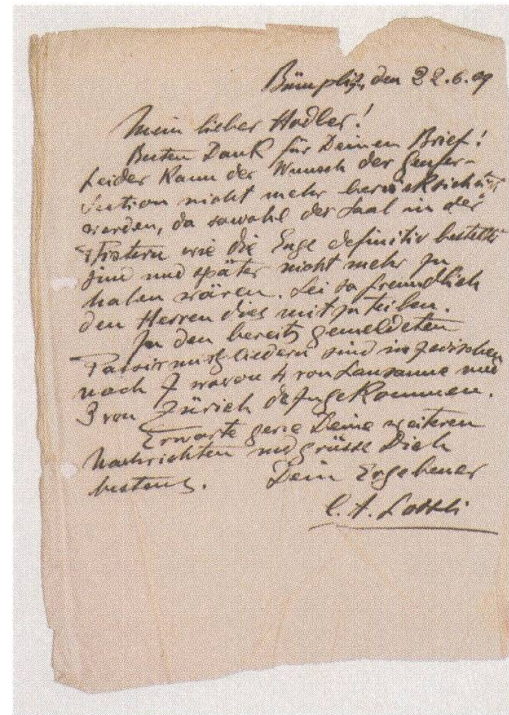 Bümpliz, den 22.6.09
Mein lieber Hodler!
Besten Dank für Deinen Brief!
Leider kann der Wunsch der Genfer-
Section nicht mehr berücksichtigt
werden, da sowohl der Saal in der
Pfistern wie die Enge definitiv bestellt
sind und später nicht mehr zu
haben wären. Sei so freundlich
den Herren dies mitzuteilen.
Zu den bereits gemeldeten
Passivmitgliedern sind inzwischen
noch 7 wovon 4 von Lausanne und
3 von Zürich dazugekommen.
Erwarte gerne Deine weiteren
Nachrichten und grüsse Dich
bestens. Dein Ergebener
C. A. Loosli